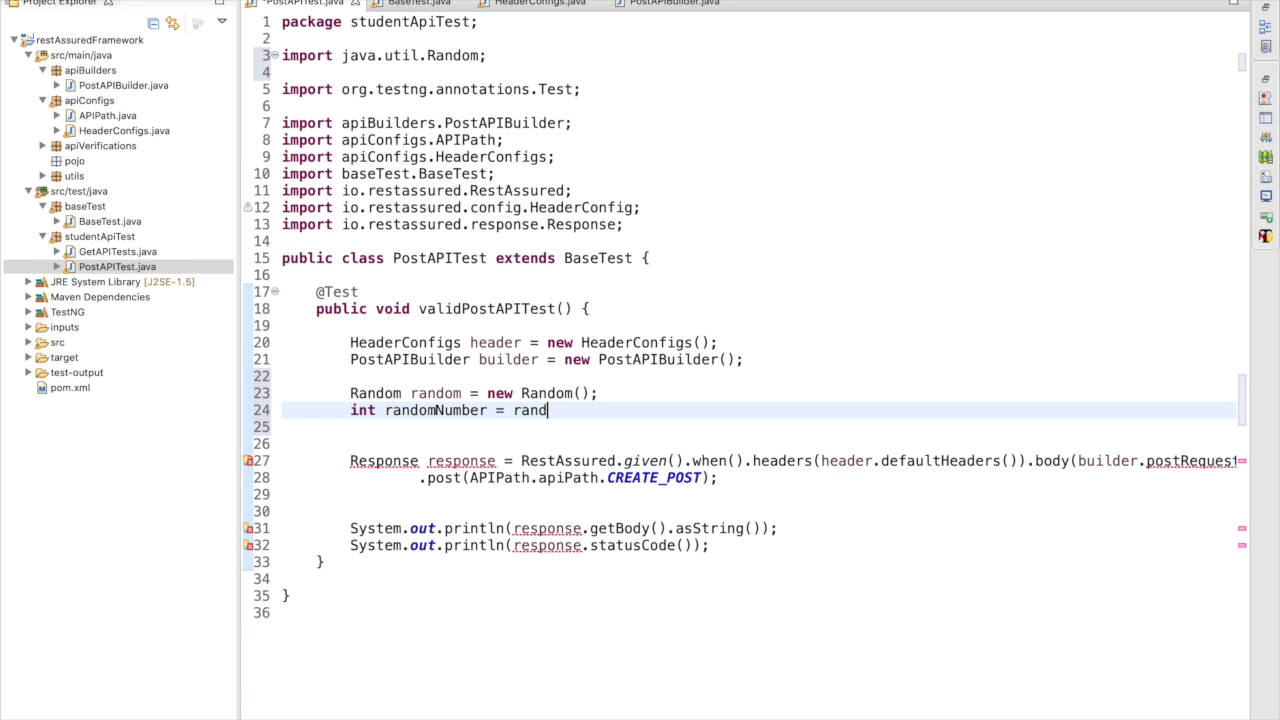 Project Explorer
*PostAPITest.java
BaseTest.java
HeaderConfigs.java
PostAPIBuilder.java
restAssuredFramework
src/main/java
apiBuilders
PostAPIBuilder.java
apiConfigs
APIPath.java
HeaderConfigs.java
apiVerifications
pojo
utils
src/test/java
baseTest
BaseTest.java
studentApiTest
GetAPITests.java
PostAPITest.java
JRE System Library [J2SE-1.5]
Maven Dependencies
TestNG
inputs
src
target
test-output
pom.xml
1 package studentApiTest;
2
3 import java.util.Random;
4
5 import org.testng.annotations.Test;
6
7 import apiBuilders.PostAPIBuilder;
8 import apiConfigs.APIPath;
9 import apiConfigs.HeaderConfigs;
10 import baseTest.BaseTest;
11 import io.restassured.RestAssured;
12 import io.restassured.config.HeaderConfig;
13 import io.restassured.response.Response;
14
15 public class PostAPITest extends BaseTest {
16
17 @Test
18 public void validPostAPITest() {
19
20 HeaderConfigs header = new HeaderConfigs();
21 PostAPIBuilder builder = new PostAPIBuilder();
22
23 Random random = new Random();
24 int randomNumber = rand
25
26
27 Response response = RestAssured.given().when().headers(header.defaultHeaders()).body(builder.postRequest
28 .post(APIPath.apiPath.CREATE_POST);
29
30
31 System.out.println(response.getBody().asString());
32 System.out.println(response.statusCode());
33 }
34
35 }
36